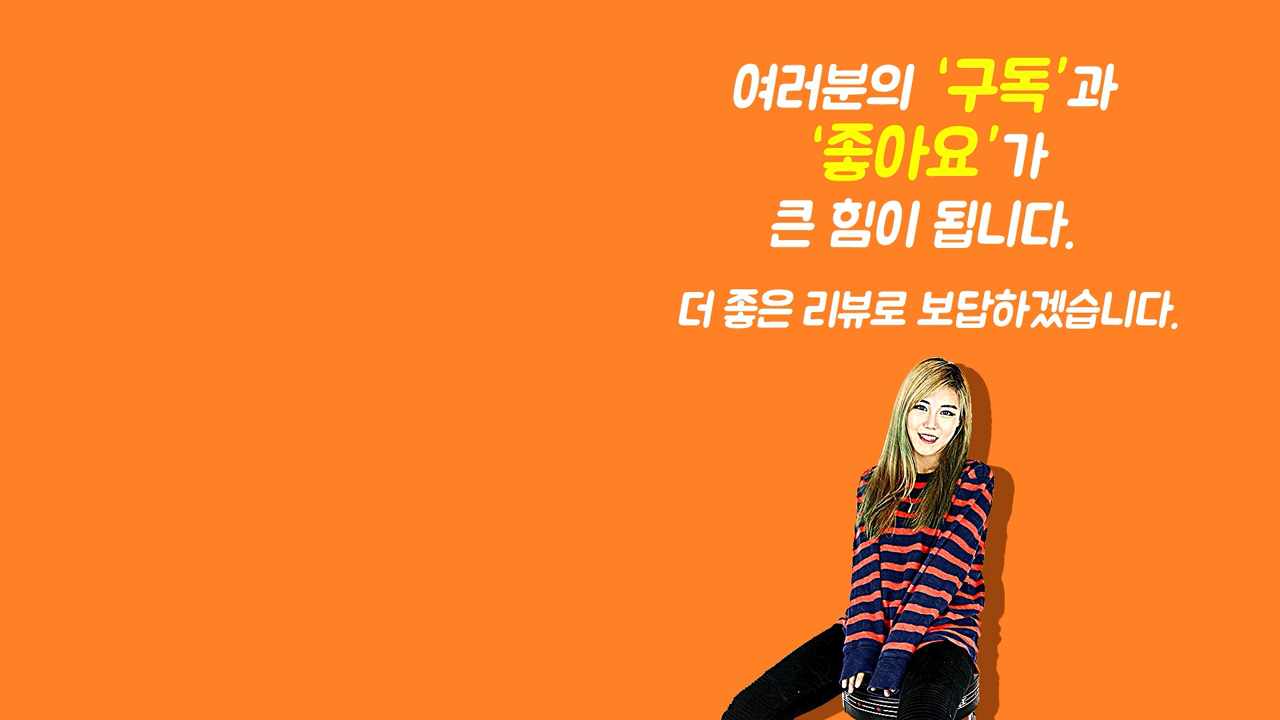 여러분의 ‘구독’과
‘좋아요’가
큰 힘이 됩니다.
더 좋은 리뷰로 보답하겠습니다.